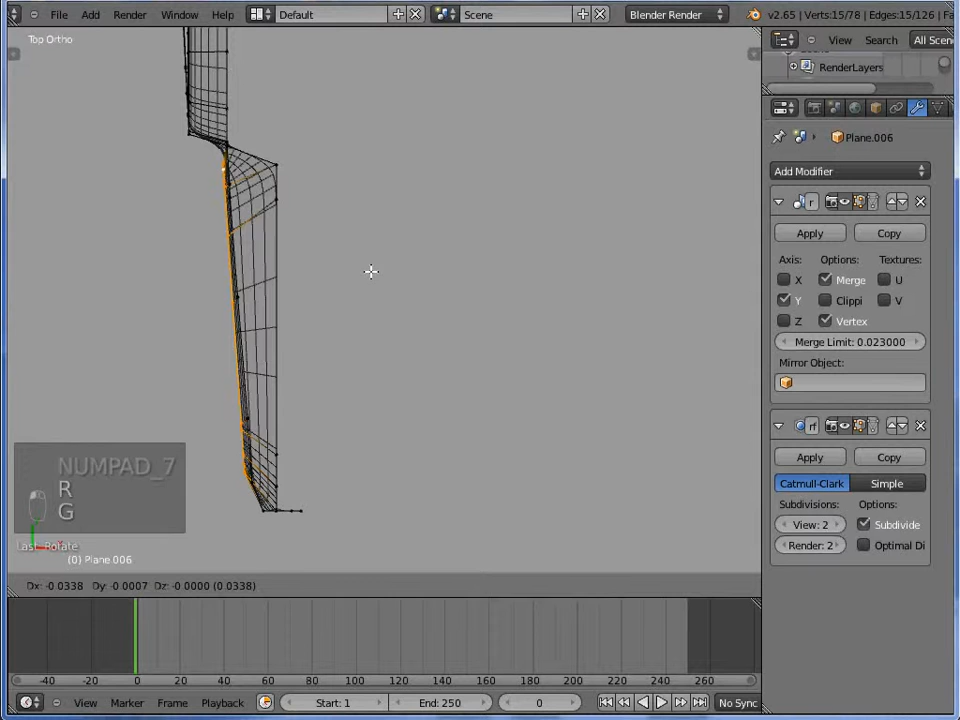 File Add Render Window Help Default Scene Blender Render v2.65 | Verts:15/78 | Edges:15/126 | Fac
Top Ortho
View Search All Scen
RenderLayers
Plane.006
Add Modifier
r
Apply Copy
Axis: Options: Textures:
X Merge U
Y Clippi V
Z Vertex
Merge Limit: 0.023000
Mirror Object:
rf
Apply Copy
Catmull-Clark Simple
Subdivisions: Options:
View: 2 Subdivide
Render: 2 Optimal Di
NUMPAD_7
R
G
Last: Rotate
(0) Plane.006
Dx: -0.0338 Dy: -0.0007 Dz: -0.0000 (0.0338)
-40 -20 0 20 40 60 80 100 120 140 160 180 200 220 240 260
View Marker Frame Playback Start: 1 End: 250 0 No Sync